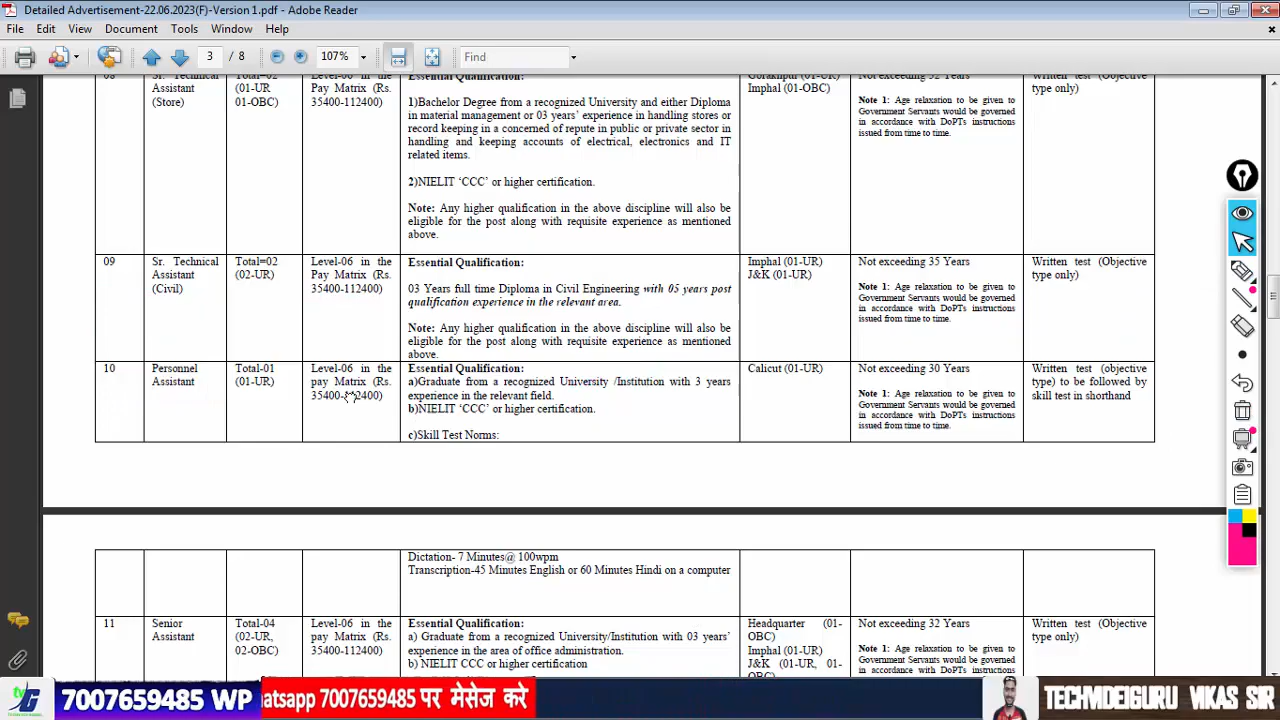 Detailed Advertisement-22.06.2023(F)-Version 1.pdf - Adobe Reader
File Edit View Document Tools Window Help
3 / 8 107% Find
08 Sr. Technical Assistant (Store)
Total=02 (01-UR 01-OBC)
Level-06 in the Pay Matrix (Rs. 35400-112400)
Essential Qualification:
1)Bachelor Degree from a recognized University and either Diploma
in material management or 03 years' experience in handling stores or
record keeping in a concerned of repute in public or private sector in
handling and keeping accounts of electrical, electronics and IT
related items.
2)NIELIT ‘CCC’ or higher certification.
Note: Any higher qualification in the above discipline will also be
eligible for the post along with requisite experience as mentioned
above.
Gorakhpur (01-UR)
Imphal (01-OBC)
Not exceeding 32 Years
Note 1: Age relaxation to be given to
Government Servants would be governed
in accordance with DoPTs instructions
issued from time to time.
Written test (Objective
type only)
09
Sr. Technical
Assistant
(Civil)
Total=02
(02-UR)
Level-06 in the
Pay Matrix (Rs.
35400-112400)
Essential Qualification:
03 Years full time Diploma in Civil Engineering with 05 years post
qualification experience in the relevant area.
Note: Any higher qualification in the above discipline will also be
eligible for the post along with requisite experience as mentioned
above.
Imphal (01-UR)
J&K (01-UR)
Not exceeding 35 Years
Note 1: Age relaxation to be given to
Government Servants would be governed
in accordance with DoPTs instructions
issued from time to time.
Written test (Objective
type only)
10
Personnel
Assistant
Total-01
(01-UR)
Level-06 in the
pay Matrix (Rs.
35400-112400)
Essential Qualification:
a)Graduate from a recognized University /Institution with 3 years
experience in the relevant field.
b)NIELIT ‘CCC’ or higher certification.
c)Skill Test Norms:
Calicut (01-UR)
Not exceeding 30 Years
Note 1: Age relaxation to be given to
Government Servants would be governed
in accordance with DoPTs instructions
issued from time to time.
Written test (objective
type) to be followed by
skill test in shorthand
Dictation- 7 Minutes@ 100wpm
Transcription-45 Minutes English or 60 Minutes Hindi on a computer
11
Senior
Assistant
Total-04
(02-UR,
02-OBC)
Level-06 in the
pay Matrix (Rs.
35400-112400)
Essential Qualification:
a) Graduate from a recognized University/Institution with 03 years’
experience in the area of office administration.
b) NIELIT CCC or higher certification
Headquarter (01-
OBC)
Imphal (01-UR)
J&K (01-UR, 01-
OBC)
Not exceeding 32 Years
Note 1: Age relaxation to be given to
Government Servants would be governed
in accordance with DoPTs instructions
Written test (Objective
type only)
7007659485 WP
hatsapp 7007659485 पर मेसेज करे
TECHMDEIGURU VIKAS SIR